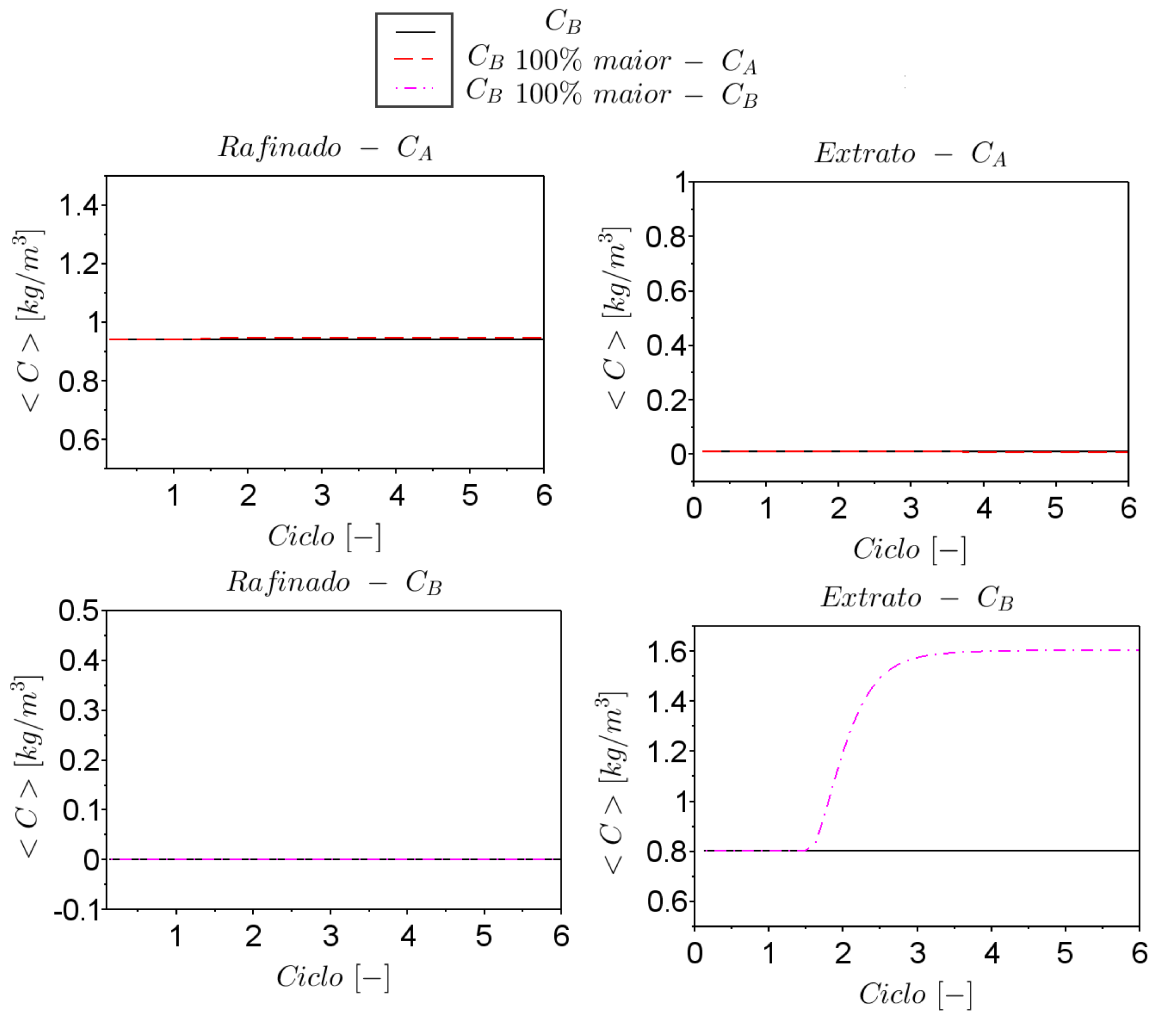 C_B
C_B 100% maior − C_A
C_B 100% maior − C_B
Rafinado − C_A
< C > [kg/m³]
1.4
1.2
1
0.8
0.6
1 2 3 4 5 6
Ciclo [−]
Extrato − C_A
< C > [kg/m³]
1
0.8
0.6
0.4
0.2
0
0 1 2 3 4 5 6
Ciclo [−]
Rafinado − C_B
< C > [kg/m³]
0.5
0.4
0.3
0.2
0.1
0
-0.1
1 2 3 4 5 6
Ciclo [−]
Extrato − C_B
< C > [kg/m³]
1.6
1.4
1.2
1
0.8
0.6
0 1 2 3 4 5 6
Ciclo [−]